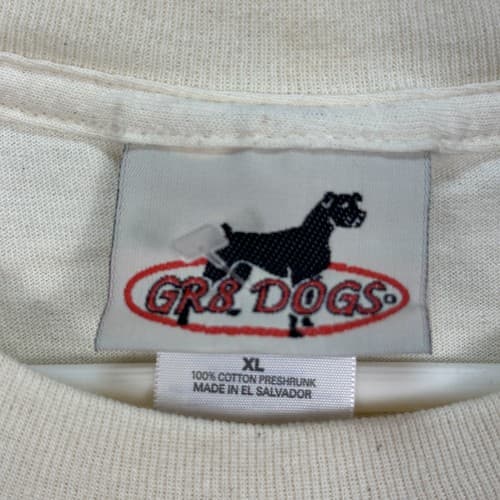 GR8 DOGS
XL
100% COTTON PRESHRUNK
MADE IN EL SALVADOR